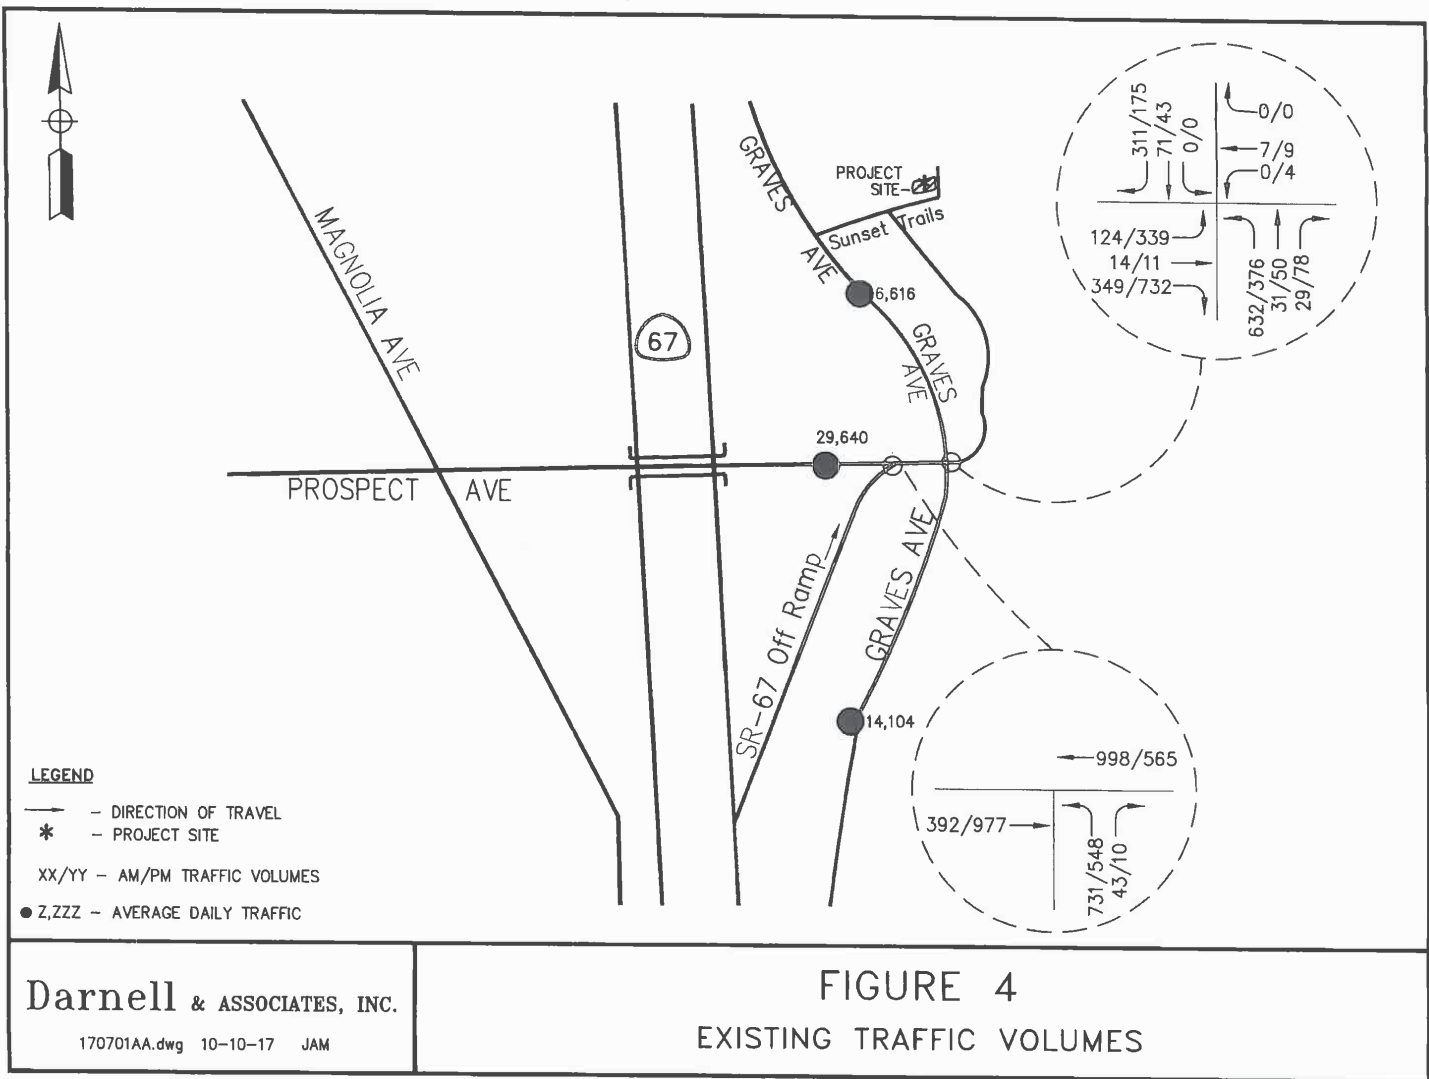 311/175
71/43
0/0
0/0
7/9
0/4
124/339
14/11
349/732
632/376
31/50
29/78
GRAVES
AVE
PROJECT
SITE-
Sunset Trails
MAGNOLIA AVE
67
6,616
GRAVES
AVE
29,640
PROSPECT AVE
SR-67 Off Ramp
GRAVES AVE
14,104
998/565
392/977
731/548
43/10
LEGEND
- DIRECTION OF TRAVEL
* - PROJECT SITE
XX/YY - AM/PM TRAFFIC VOLUMES
Z,ZZZ - AVERAGE DAILY TRAFFIC
Darnell & ASSOCIATES, INC.
170701AA.dwg 10-10-17 JAM
FIGURE 4
EXISTING TRAFFIC VOLUMES